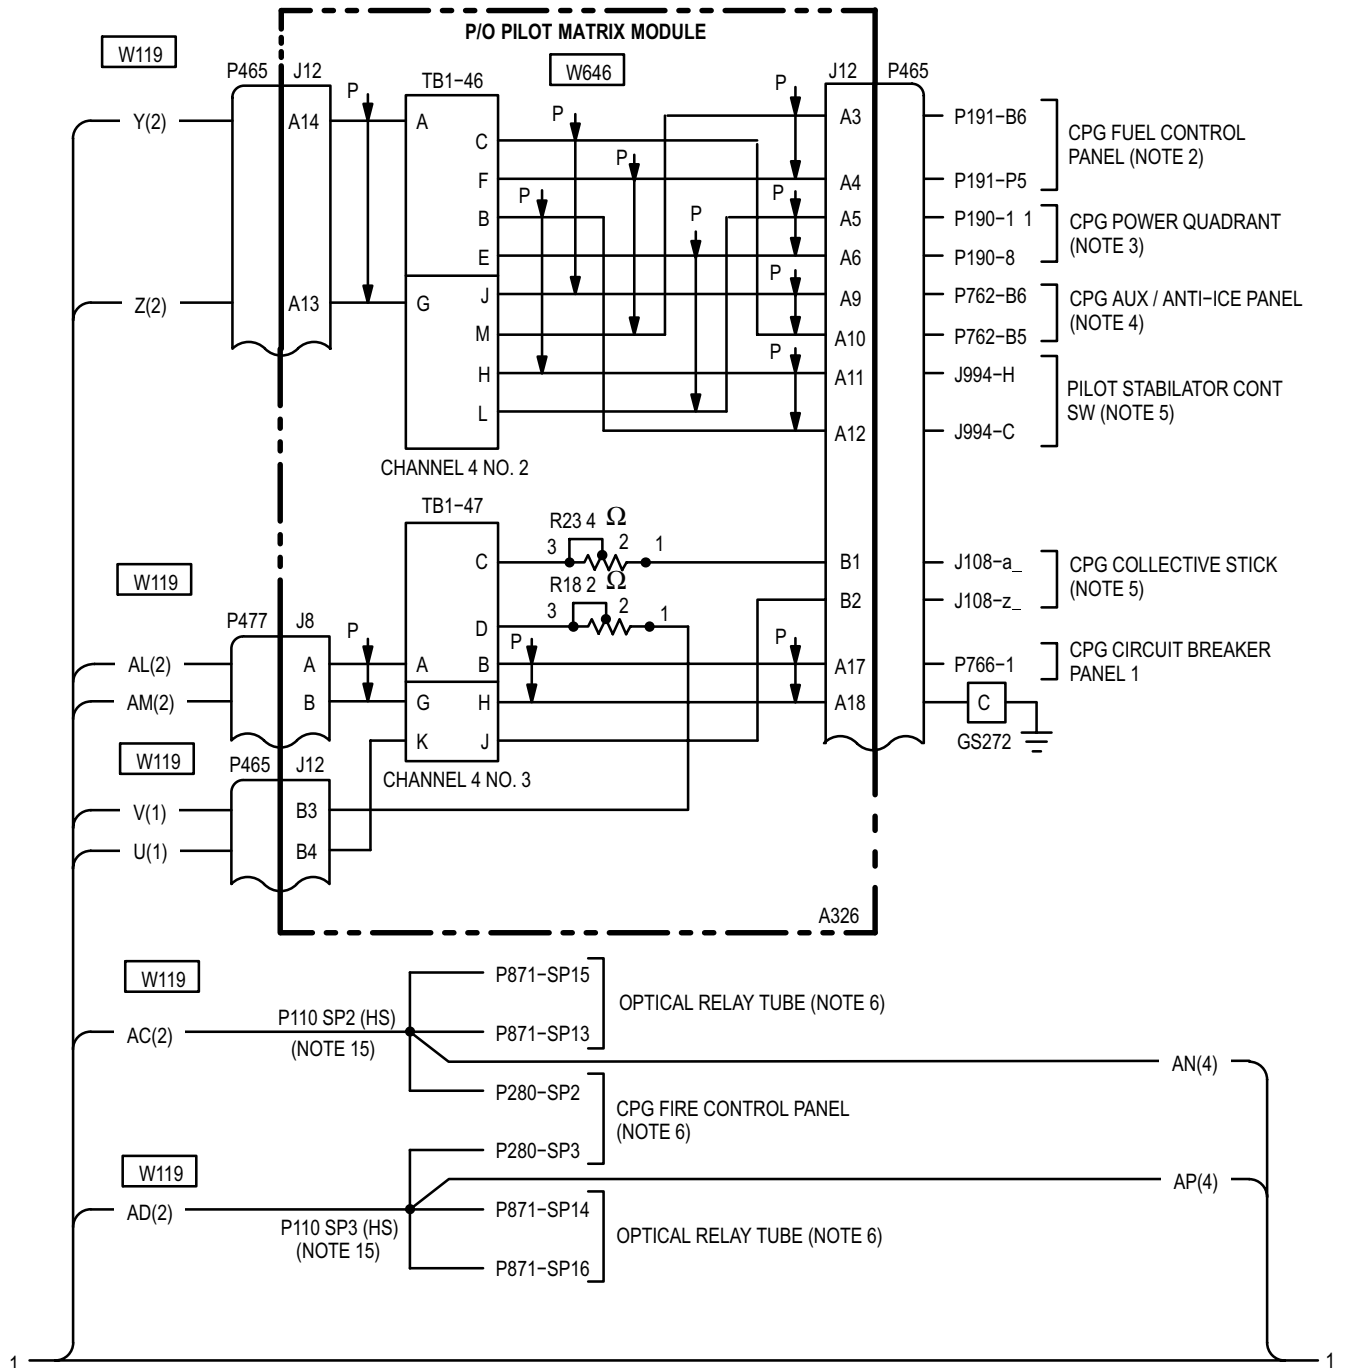 P/O PILOT MATRIX MODULE
W119
W646
P465 J12
TB1−46
J12 P465
Y(2)
A14
P
A
C
F
B
E
P
P
P
P
P
A3
A4
P191−B6
P191−P5
CPG FUEL CONTROL
PANEL (NOTE 2)
P
A5
A6
P190−1 1
P190−8
CPG POWER QUADRANT
(NOTE 3)
Z(2)
A13
G
J
M
H
L
P
A9
A10
P762−B6
P762−B5
CPG AUX / ANTI−ICE PANEL
(NOTE 4)
P
A11
A12
J994−H
J994−C
PILOT STABILATOR CONT
SW (NOTE 5)
CHANNEL 4 NO. 2
TB1−47
R23 4 Ω
3 2 1
C
B1
J108−a_
CPG COLLECTIVE STICK
(NOTE 5)
W119
R18 2 Ω
3 2 1
D
B2
J108−z_
P477 J8
AL(2)
A
P
A
B
P
P
A17
P766−1
CPG CIRCUIT BREAKER
PANEL 1
AM(2)
B
G
H
A18
C
GS272
W119
K
J
P465 J12
CHANNEL 4 NO. 3
V(1)
B3
U(1)
B4
A326
W119
P871−SP15
P871−SP13
OPTICAL RELAY TUBE (NOTE 6)
AC(2)
P110 SP2 (HS)
(NOTE 15)
AN(4)
P280−SP2
P280−SP3
CPG FIRE CONTROL PANEL
(NOTE 6)
W119
AP(4)
AD(2)
P110 SP3 (HS)
(NOTE 15)
P871−SP14
P871−SP16
OPTICAL RELAY TUBE (NOTE 6)
1
1